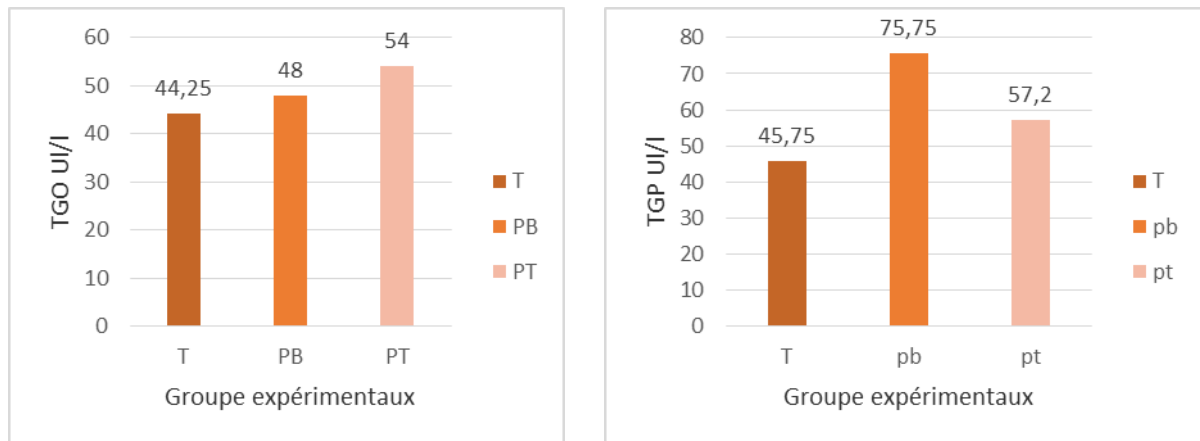 60
50
40
30
20
10
0
TGO UI/l
44,25
48
54
T
PB
PT
Groupe expérimentaux
T
PB
PT
80
70
60
50
40
30
20
10
0
TGP UI/l
45,75
75,75
57,2
T
pb
pt
Groupe expérimentaux
T
pb
pt